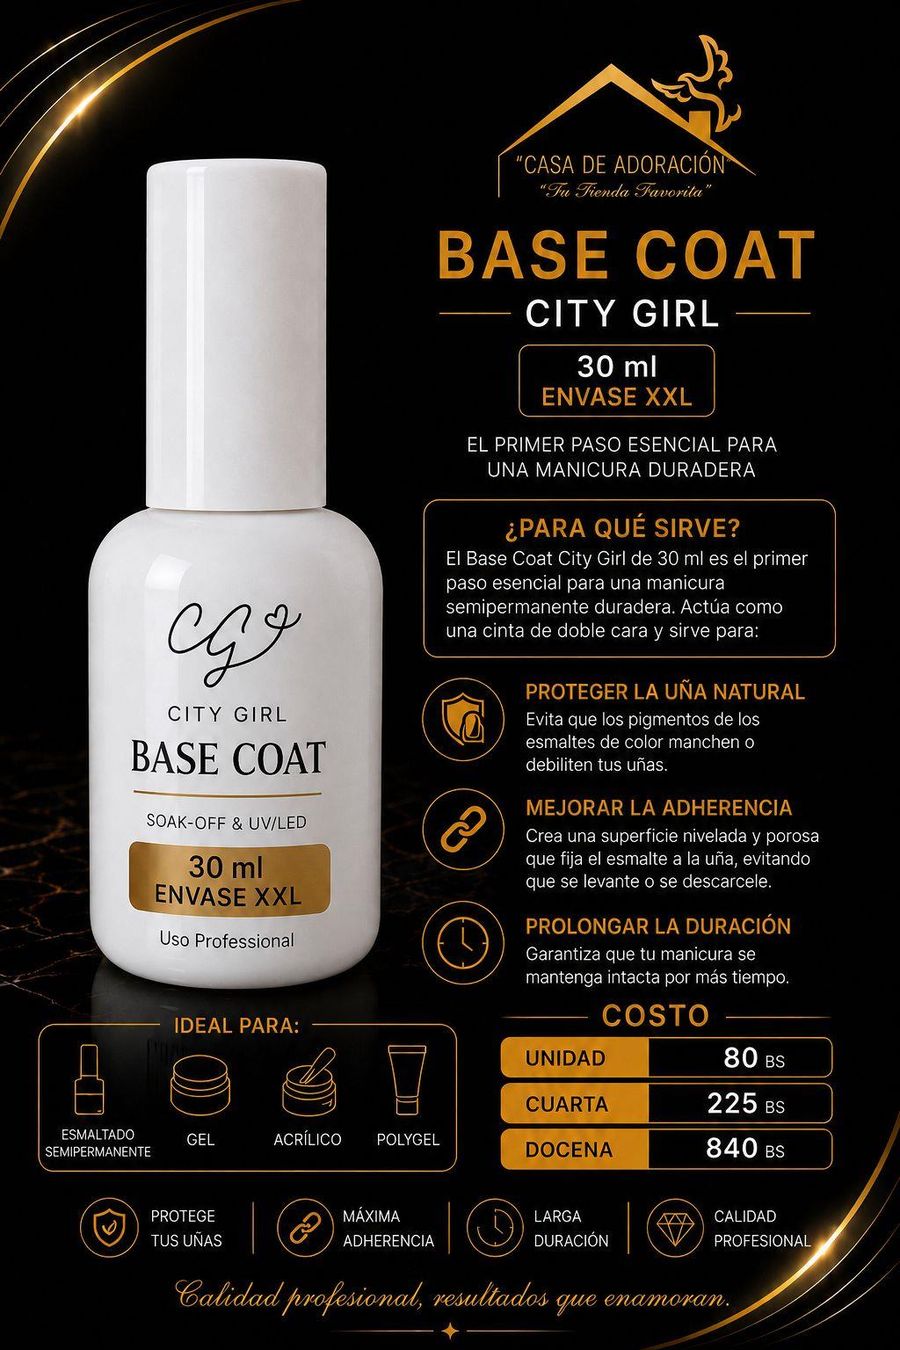 "CASA DE ADORACIÓN"
"Tu Tienda Favorita"
BASE COAT
CITY GIRL
30 ml
ENVASE XXL
EL PRIMER PASO ESENCIAL PARA
UNA MANICURA DURADERA
¿PARA QUÉ SIRVE?
El Base Coat City Girl de 30 ml es el primer
paso esencial para una manicura
semipermanente duradera. Actúa como
una cinta de doble cara y sirve para:
PROTEGER LA UÑA NATURAL
Evita que los pigmentos de los
esmaltes de color manchen o
debiliten tus uñas.
MEJORAR LA ADHERENCIA
Crea una superficie nivelada y porosa
que fija el esmalte a la uña, evitando
que se levante o se descarcele.
PROLONGAR LA DURACIÓN
Garantiza que tu manicura se
mantenga intacta por más tiempo.
CG
CITY GIRL
BASE COAT
SOAK-OFF & UV/LED
30 ml
ENVASE XXL
Uso Professional
IDEAL PARA:
ESMALTADO
SEMIPERMANENTE
GEL
ACRÍLICO
POLYGEL
COSTO
UNIDAD 80 BS
CUARTA 225 BS
DOCENA 840 BS
PROTEGE
TUS UÑAS
MÁXIMA
ADHERENCIA
LARGA
DURACIÓN
CALIDAD
PROFESIONAL
Calidad profesional, resultados que enamoran.